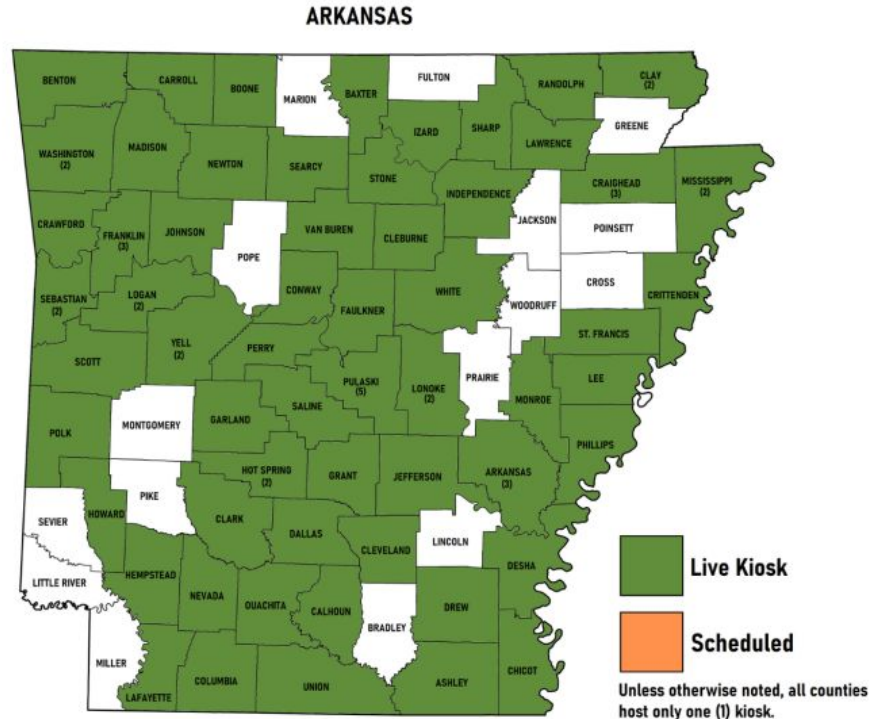 ARKANSAS
BENTON
CARROLL
BOONE
MARION
BAXTER
FULTON
RANDOLPH
CLAY
(2)
GREENE
WASHINGTON
(2)
MADISON
NEWTON
SEARCY
STONE
IZARD
SHARP
LAWRENCE
INDEPENDENCE
CRAIGHEAD
(3)
MISSISSIPPI
(2)
CRAWFORD
FRANKLIN
(3)
JOHNSON
POPE
VAN BUREN
CLEBURNE
JACKSON
POINSETT
SEBASTIAN
(2)
LOGAN
(2)
CONWAY
FAULKNER
WHITE
WOODRUFF
CROSS
CRITTENDEN
SCOTT
YELL
(2)
PERRY
PULASKI
(5)
LONOKE
(2)
PRAIRIE
ST. FRANCIS
LEE
MONROE
POLK
MONTGOMERY
GARLAND
SALINE
PHILLIPS
HOT SPRING
(2)
GRANT
JEFFERSON
ARKANSAS
(3)
SEVIER
HOWARD
PIKE
CLARK
DALLAS
CLEVELAND
LINCOLN
DESHA
LITTLE RIVER
HEMPSTEAD
NEVADA
OUACHITA
CALHOUN
BRADLEY
DREW
MILLER
LAFAYETTE
COLUMBIA
UNION
ASHLEY
CHICOT
Live Kiosk
Scheduled
Unless otherwise noted, all counties
host only one (1) kiosk.